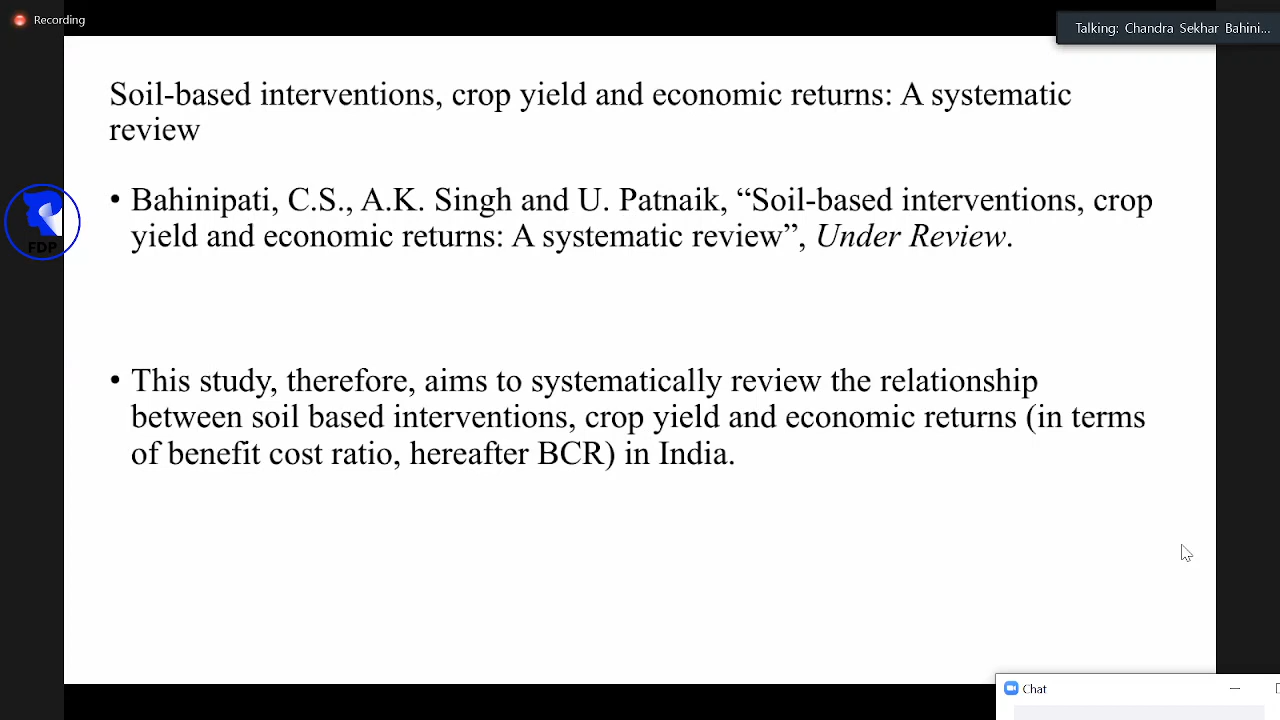 Recording
Talking: Chandra Sekhar Bahini...
Soil-based interventions, crop yield and economic returns: A systematic
review
• Bahinipati, C.S., A.K. Singh and U. Patnaik, “Soil-based interventions, crop
yield and economic returns: A systematic review”, Under Review.
FDP
• This study, therefore, aims to systematically review the relationship
between soil based interventions, crop yield and economic returns (in terms
of benefit cost ratio, hereafter BCR) in India.
Chat